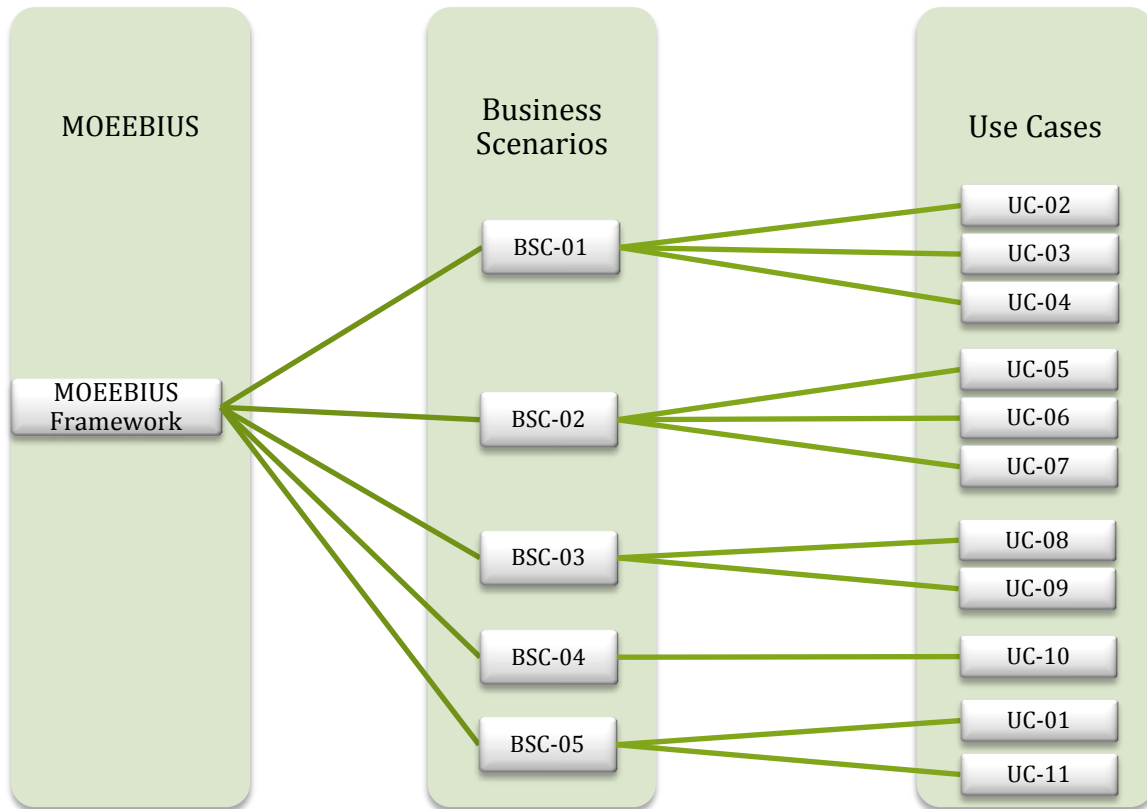 MOEEBIUS
MOEEBIUS
Framework
Business
Scenarios
BSC-01
BSC-02
BSC-03
BSC-04
BSC-05
Use Cases
UC-02
UC-03
UC-04
UC-05
UC-06
UC-07
UC-08
UC-09
UC-10
UC-01
UC-11